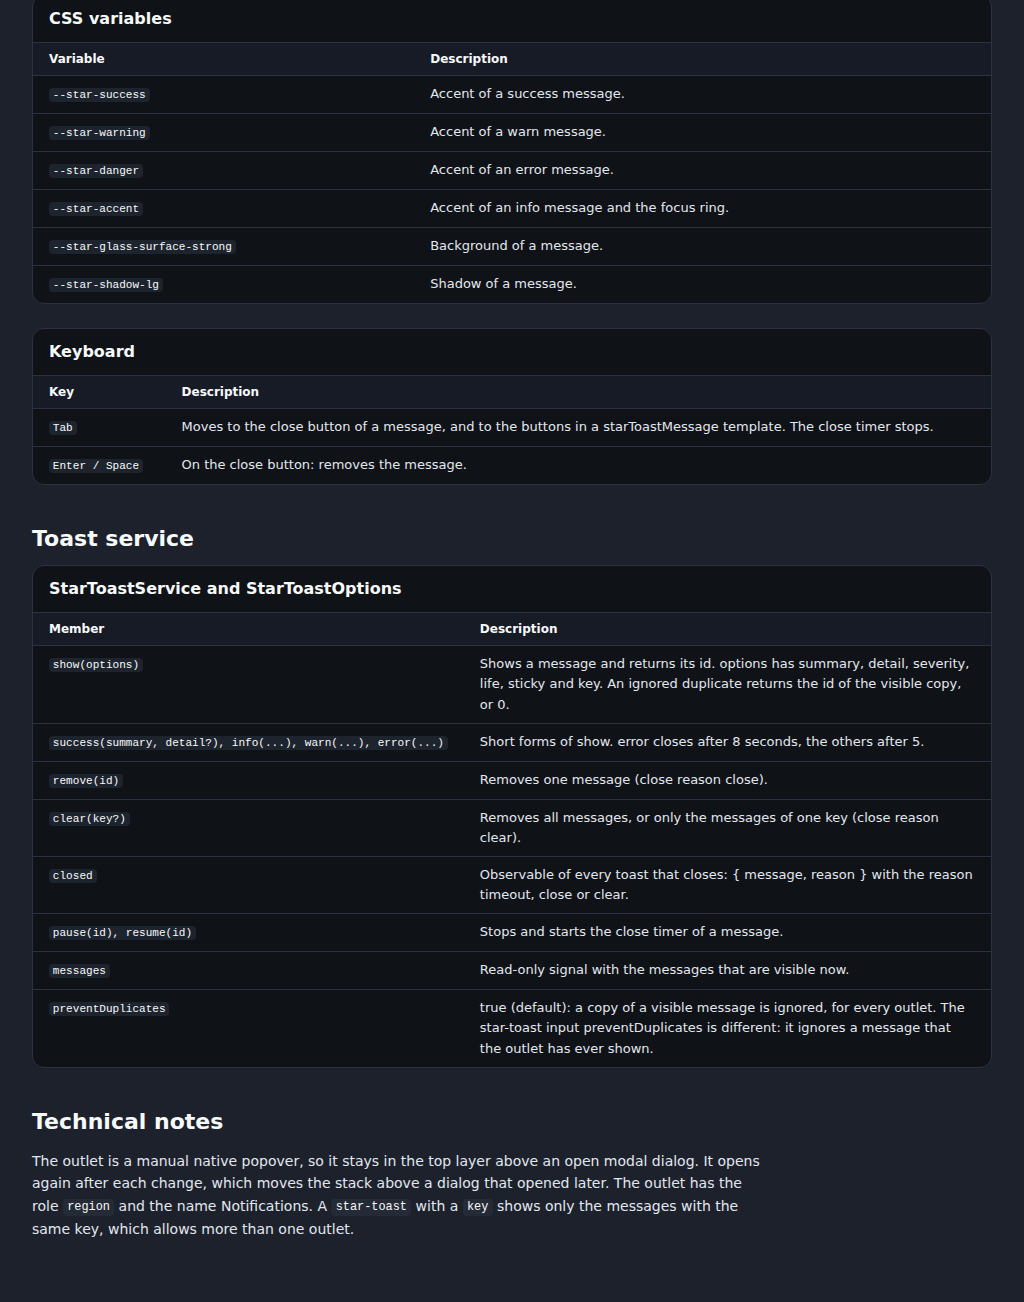 CSS variables
Variable Description
--star-success Accent of a success message.
--star-warning Accent of a warn message.
--star-danger Accent of an error message.
--star-accent Accent of an info message and the focus ring.
--star-glass-surface-strong Background of a message.
--star-shadow-lg Shadow of a message.
Keyboard
Key Description
Tab Moves to the close button of a message, and to the buttons in a starToastMessage template. The close timer stops.
Enter / Space On the close button: removes the message.
Toast service
StarToastService and StarToastOptions
Member Description
show(options) Shows a message and returns its id. options has summary, detail, severity,
life, sticky and key. An ignored duplicate returns the id of the visible copy,
or 0.
success(summary, detail?), info(...), warn(...), error(...) Short forms of show. error closes after 8 seconds, the others after 5.
remove(id) Removes one message (close reason close).
clear(key?) Removes all messages, or only the messages of one key (close reason
clear).
closed Observable of every toast that closes: { message, reason } with the reason
timeout, close or clear.
pause(id), resume(id) Stops and starts the close timer of a message.
messages Read-only signal with the messages that are visible now.
preventDuplicates true (default): a copy of a visible message is ignored, for every outlet. The
star-toast input preventDuplicates is different: it ignores a message that
the outlet has ever shown.
Technical notes
The outlet is a manual native popover, so it stays in the top layer above an open modal dialog. It opens
again after each change, which moves the stack above a dialog that opened later. The outlet has the
role region and the name Notifications. A star-toast with a key shows only the messages with the
same key, which allows more than one outlet.